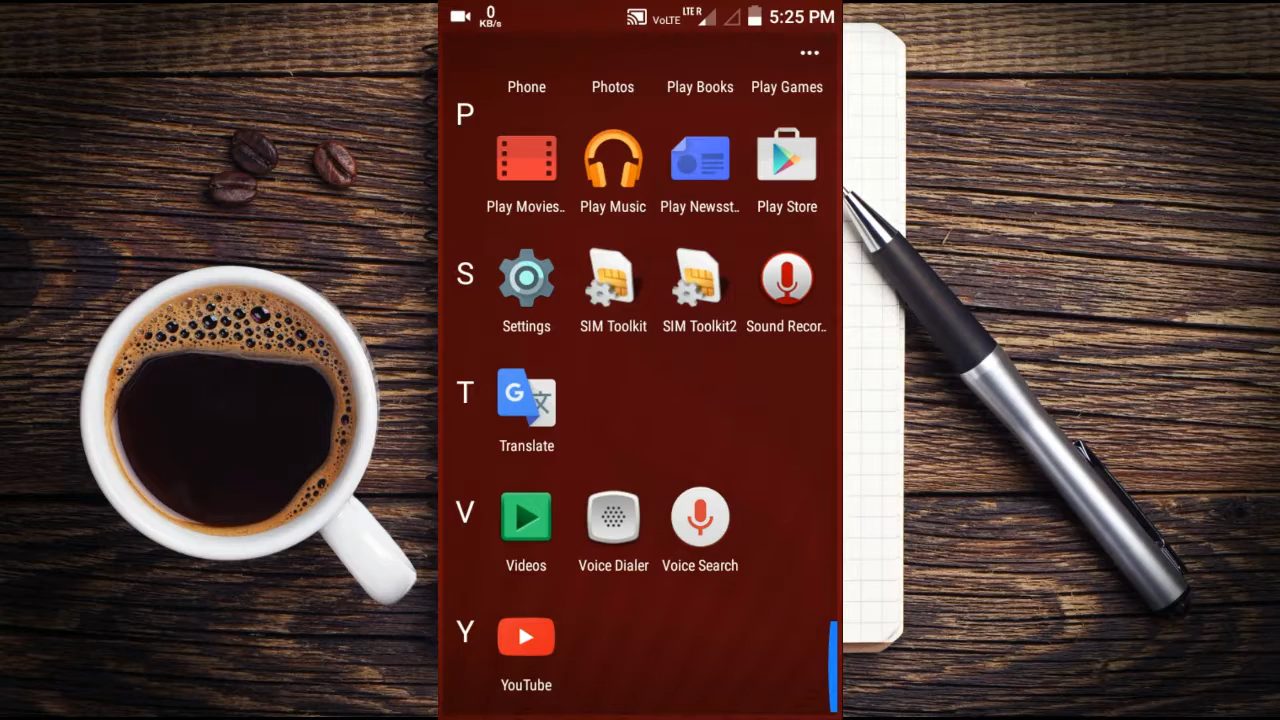 0
KB/s
VoLTE LTE R 5:25 PM
Phone Photos Play Books Play Games
P
Play Movies.. Play Music Play Newsst.. Play Store
S
Settings SIM Toolkit SIM Toolkit2 Sound Recor..
T
G 文
Translate
V
Videos Voice Dialer Voice Search
Y
YouTube